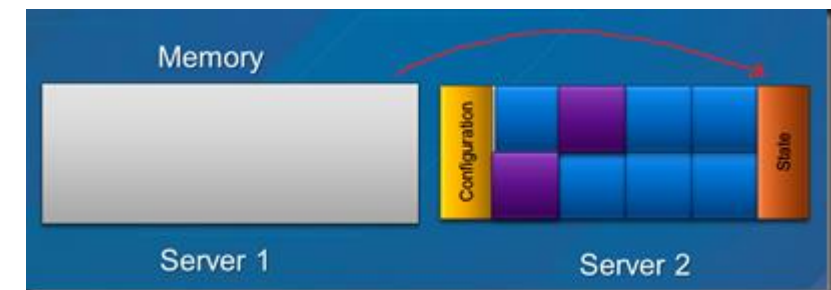 Memory
Configuration
State
Server 1
Server 2